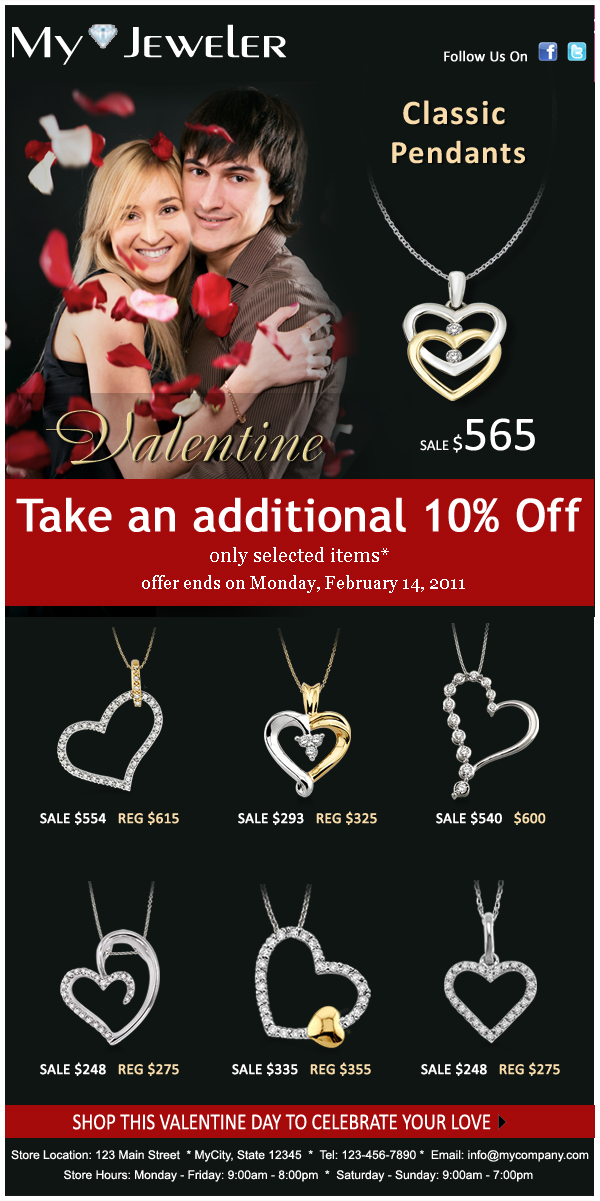 My Jeweler
Follow Us On
Classic
Pendants
SALE $565
Valentine
Take an additional 10% Off
only selected items*
offer ends on Monday, February 14, 2011
SALE $554 REG $615
SALE $293 REG $325
SALE $540 $600
SALE $248 REG $275
SALE $335 REG $355
SALE $248 REG $275
SHOP THIS VALENTINE DAY TO CELEBRATE YOUR LOVE
Store Location: 123 Main Street * MyCity, State 12345 * Tel: 123-456-7890 * Email: info@mycompany.com
Store Hours: Monday - Friday: 9:00am - 8:00pm * Saturday - Sunday: 9:00am - 7:00pm